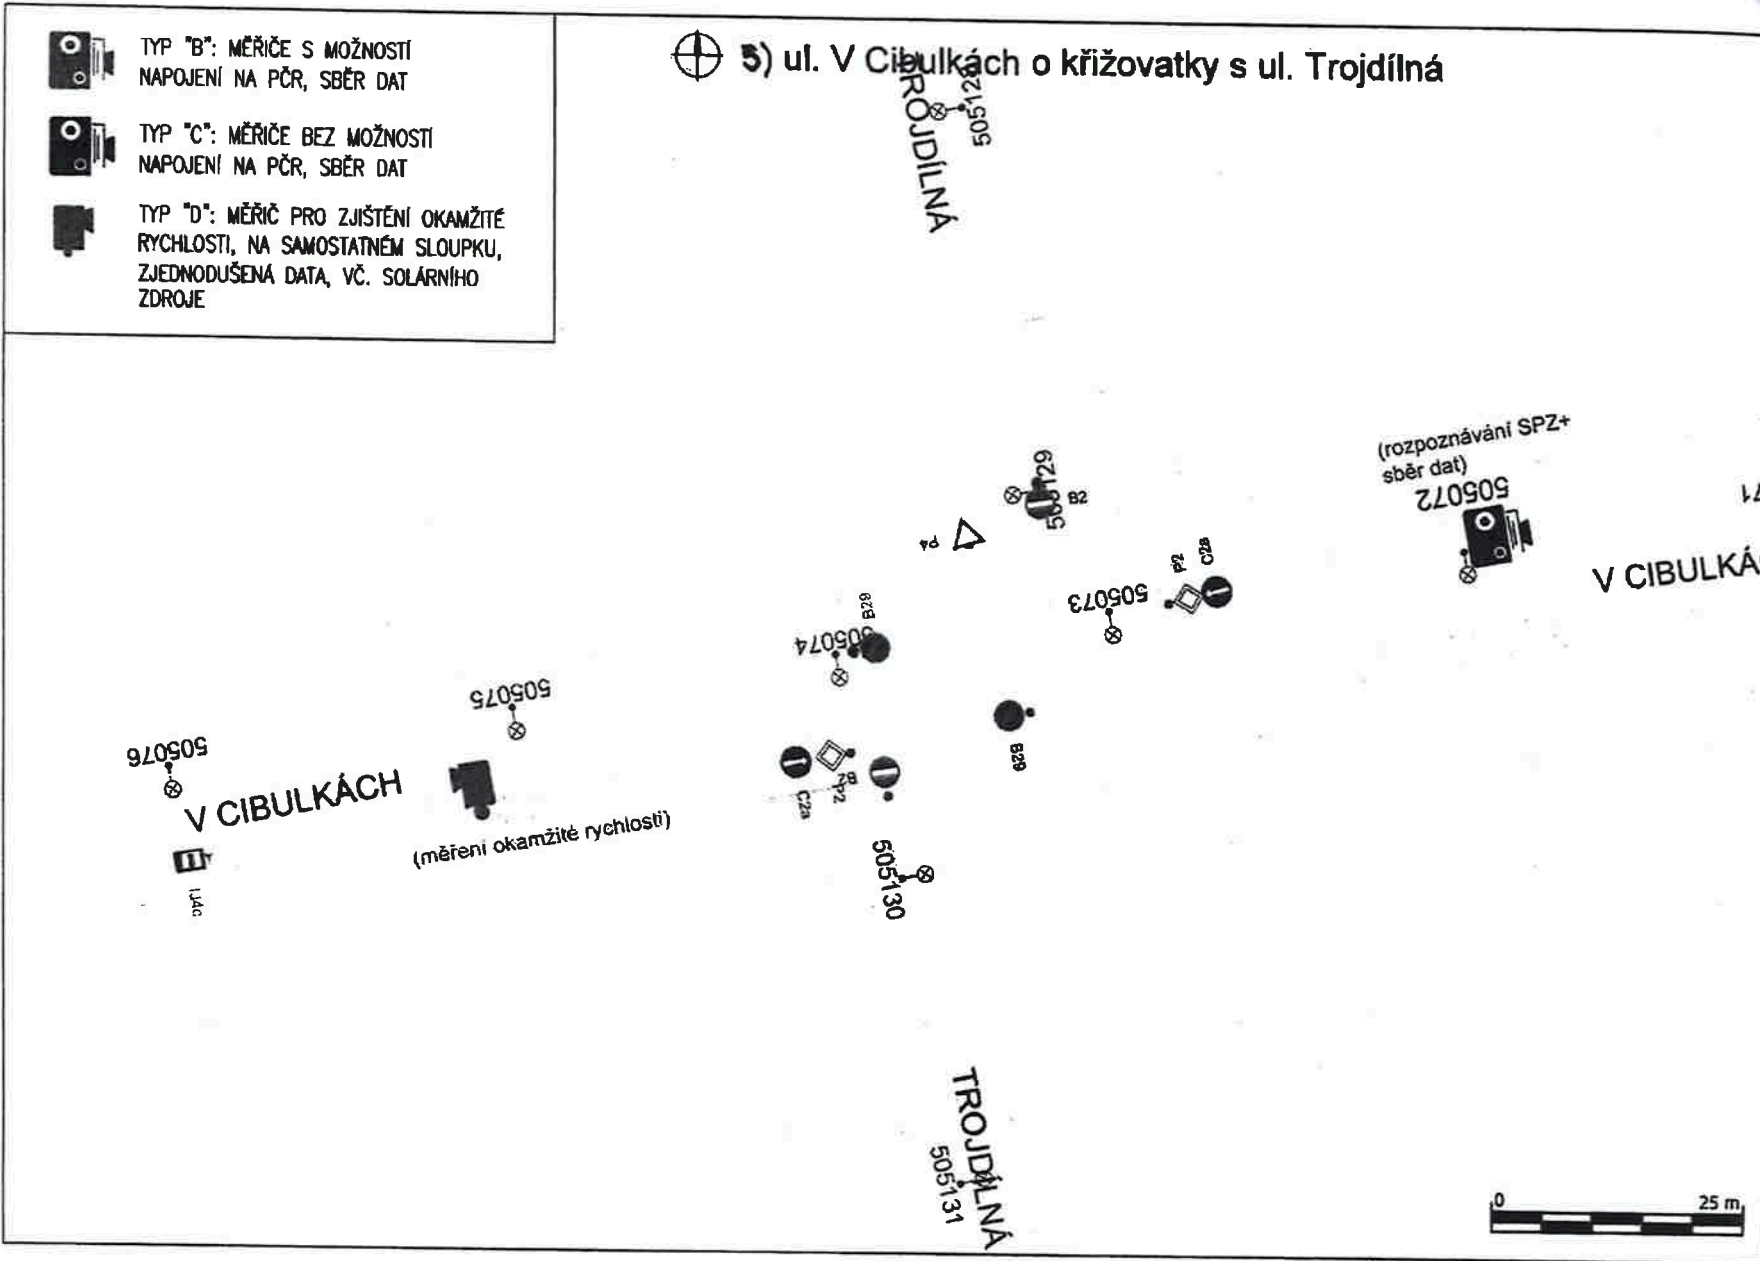 TYP "B": MĚŘIČE S MOŽNOSTÍ
NAPOJENÍ NA PČR, SBĚR DAT
TYP "C": MĚŘIČE BEZ MOŽNOSTI
NAPOJENÍ NA PČR, SBĚR DAT
TYP "D": MĚŘIČ PRO ZJIŠTĚNÍ OKAMŽITÉ
RYCHLOSTI, NA SAMOSTATNÉM SLOUPKU,
ZJEDNODUŠENÁ DATA, VČ. SOLÁRNÍHO
ZDROJE
5) ul. V Cibulkách o křižovatky s ul. Trojdílná
TROJDÍLNÁ
(rozpoznávání SPZ+
sběr dat)
505072
505129
B2
P4
P2
C2a
V CIBULKÁ
505073
B29
505074
505075
505076
V CIBULKÁCH
(měření okamžité rychlosti)
B29
B2
P2
C2a
IJ4c
505130
TROJDÍLNÁ
505131
0
25 m